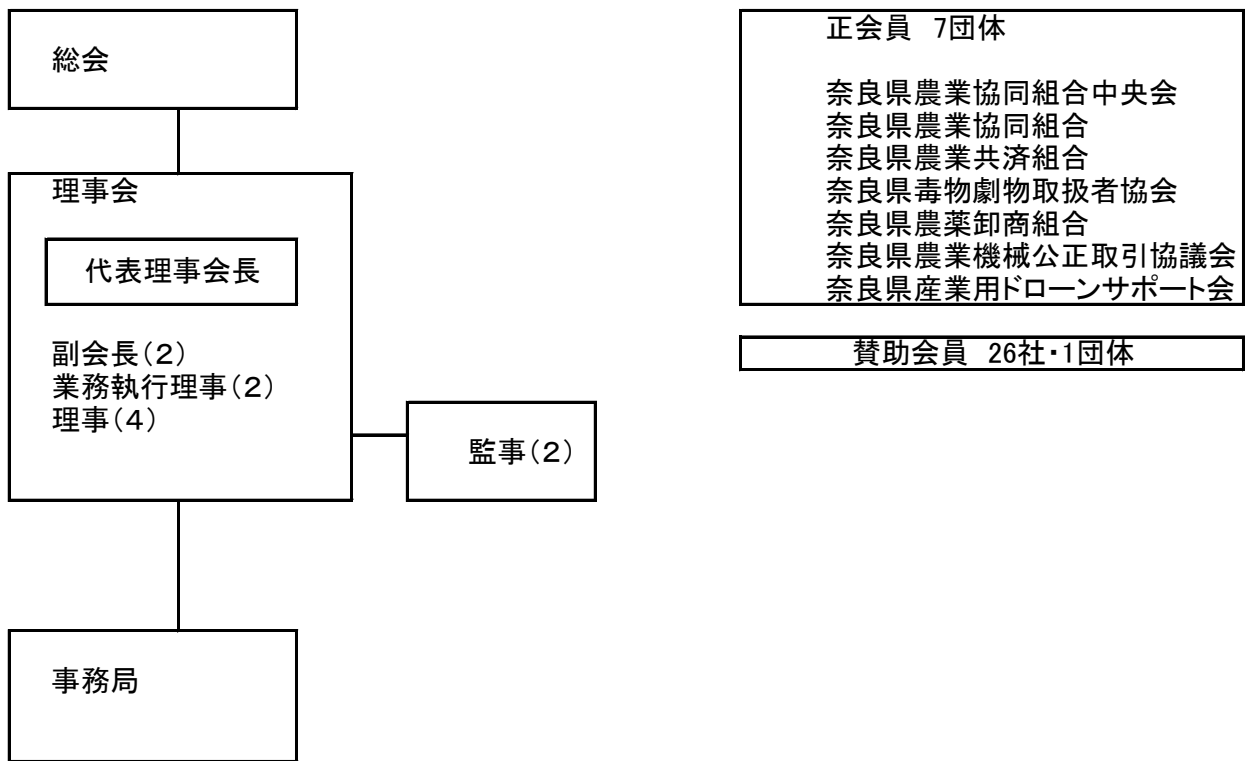 総会
理事会
代表理事会長
副会長(2)
業務執行理事(2)
理事(4)
監事(2)
事務局
正会員 7団体
奈良県農業協同組合中央会
奈良県農業協同組合
奈良県農業共済組合
奈良県毒物劇物取扱者協会
奈良県農薬卸商組合
奈良県農業機械公正取引協議会
奈良県産業用ドローンサポート会
賛助会員 26社・1団体